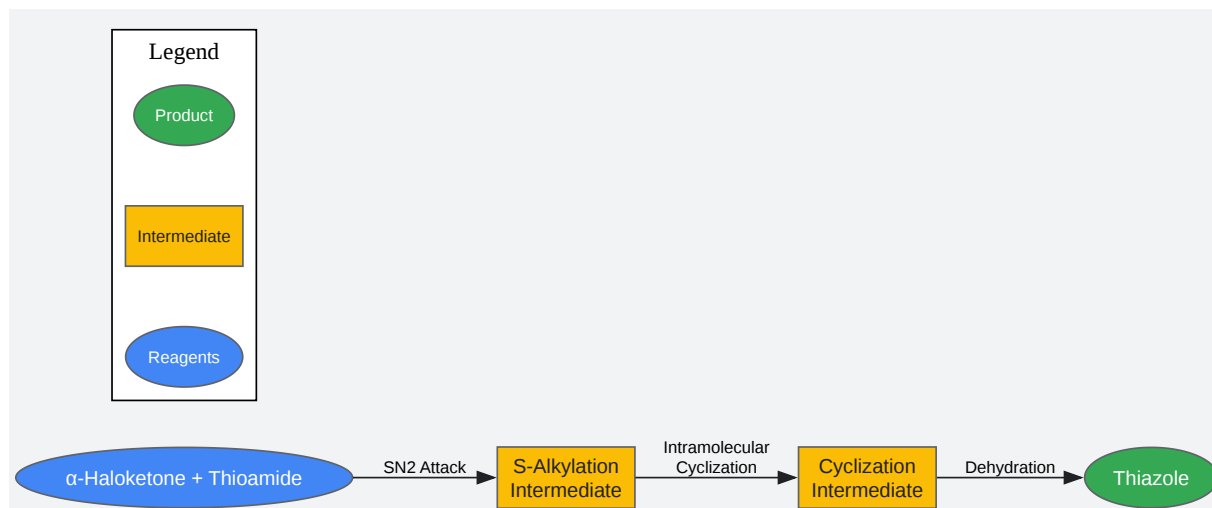 Legend
Product
Intermediate
Reagents
α-Haloketone + Thioamide
SN2 Attack
S-Alkylation
Intermediate
Intramolecular
Cyclization
Cyclization
Intermediate
Dehydration
Thiazole